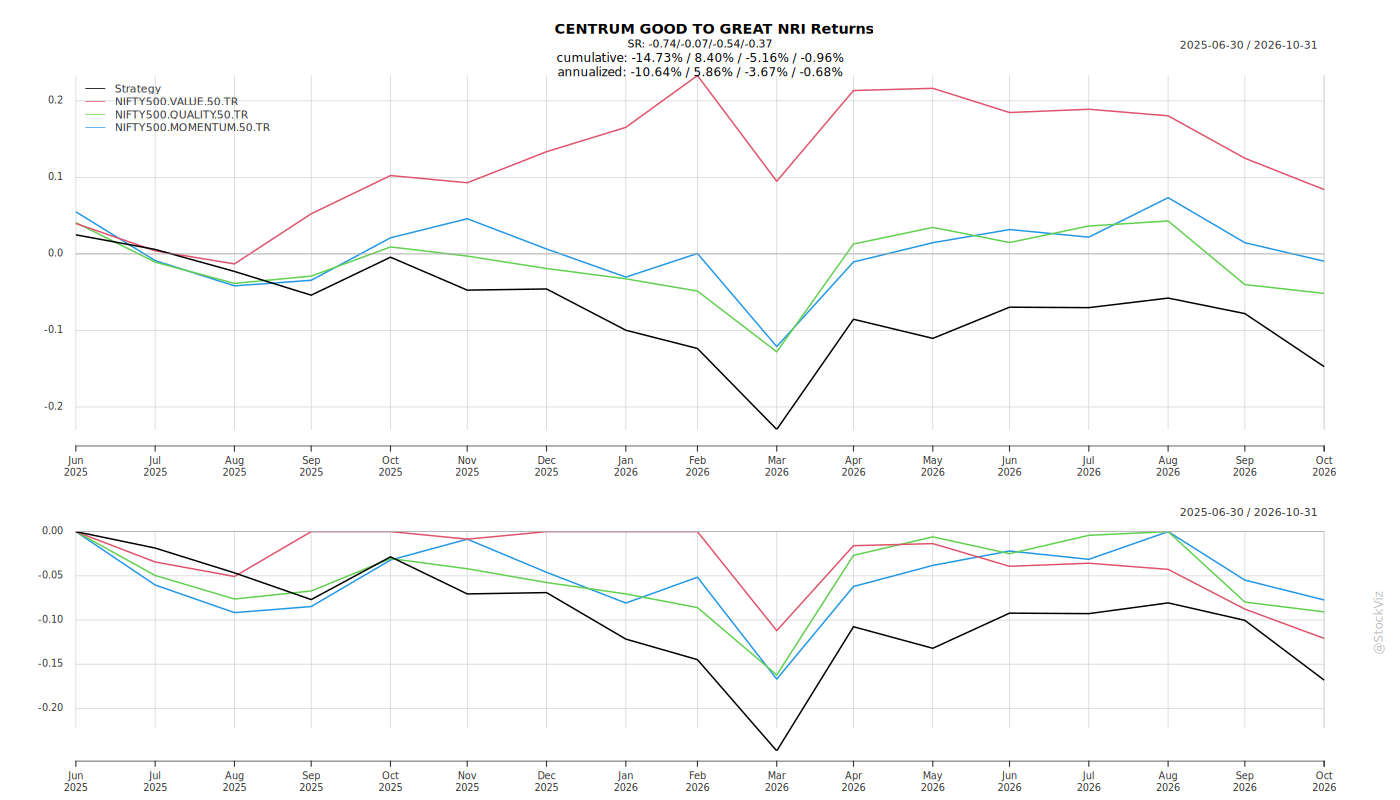 CENTRUM GOOD TO GREAT NRI Returns
SR: -0.74/-0.07/-0.54/-0.37
cumulative: -14.73% / 8.40% / -5.16% / -0.96%
annualized: -10.64% / 5.86% / -3.67% / -0.68%
2025-06-30 / 2026-10-31
Strategy
NIFTY500.VALUE.50.TR
NIFTY500.QUALITY.50.TR
NIFTY500.MOMENTUM.50.TR
0.2
0.1
0.0
-0.1
-0.2
Jun Jul Aug Sep Oct Nov Dec Jan Feb Mar Apr May Jun Jul Aug Sep Oct
2025 2025 2025 2025 2025 2025 2025 2026 2026 2026 2026 2026 2026 2026 2026 2026 2026
2025-06-30 / 2026-10-31
0.00
-0.05
-0.10
-0.15
-0.20
Jun Jul Aug Sep Oct Nov Dec Jan Feb Mar Apr May Jun Jul Aug Sep Oct
2025 2025 2025 2025 2025 2025 2025 2026 2026 2026 2026 2026 2026 2026 2026 2026 2026
@StockViz